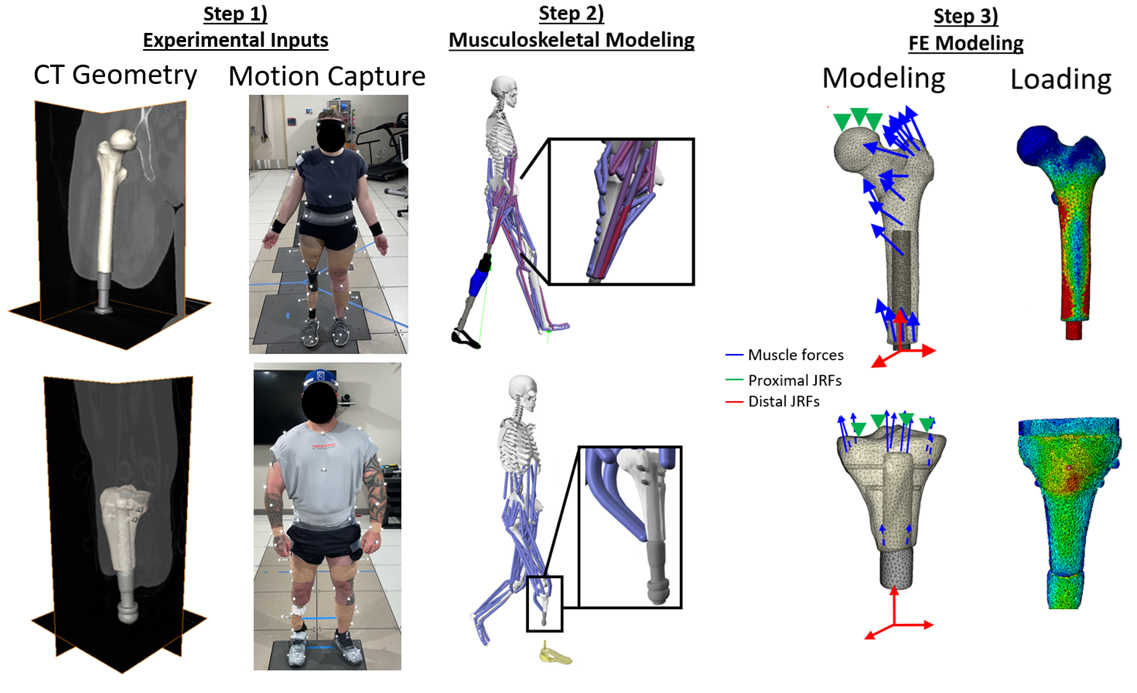 Step 1)
Experimental Inputs
CT Geometry
Motion Capture
Step 2)
Musculoskeletal Modeling
Step 3)
FE Modeling
Modeling
Loading
Muscle forces
Proximal JRFs
Distal JRFs